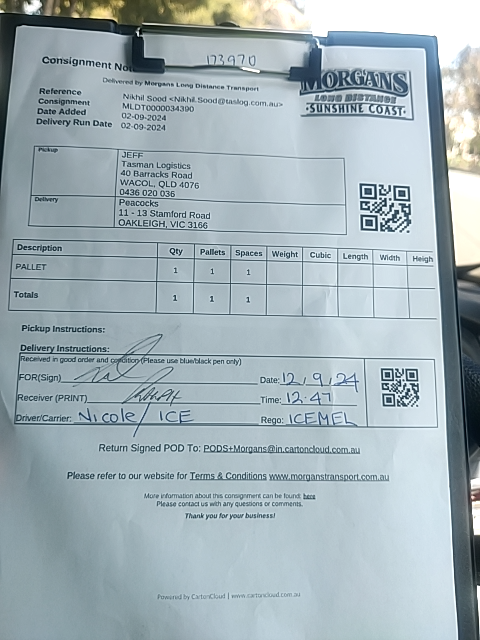 173970
Consignment No
Delivered by Morgans Long Distance Transport
MORGANS
LONG DISTANCE
·SUNSHINE COAST·
Reference Nikhil Sood <Nikhil.Sood@taslog.com.au>
Consignment MLDT0000034390
Date Added 02-09-2024
Delivery Run Date 02-09-2024
Pickup
JEFF
Tasman Logistics
40 Barracks Road
WACOL, QLD 4076
0436 020 036
Delivery
Peacocks
11 - 13 Stamford Road
OAKLEIGH, VIC 3166
Description Qty Pallets Spaces Weight Cubic Length Width Heigh
PALLET 1 1 1
Totals 1 1 1
Pickup Instructions:
Delivery Instructions:
Received in good order and condition (Please use blue/black pen only)
FOR(Sign) Date: 12, 9, 24
Receiver (PRINT) Time: 12:47
Driver/Carrier: Nicole / ICE Rego: ICEMEL
Return Signed POD To: PODS+Morgans@in.cartoncloud.com.au
Please refer to our website for Terms & Conditions www.morganstransport.com.au
More information about this consignment can be found: here
Please contact us with any questions or comments.
Thank you for your business!
Powered by CartonCloud | www.cartoncloud.com.au